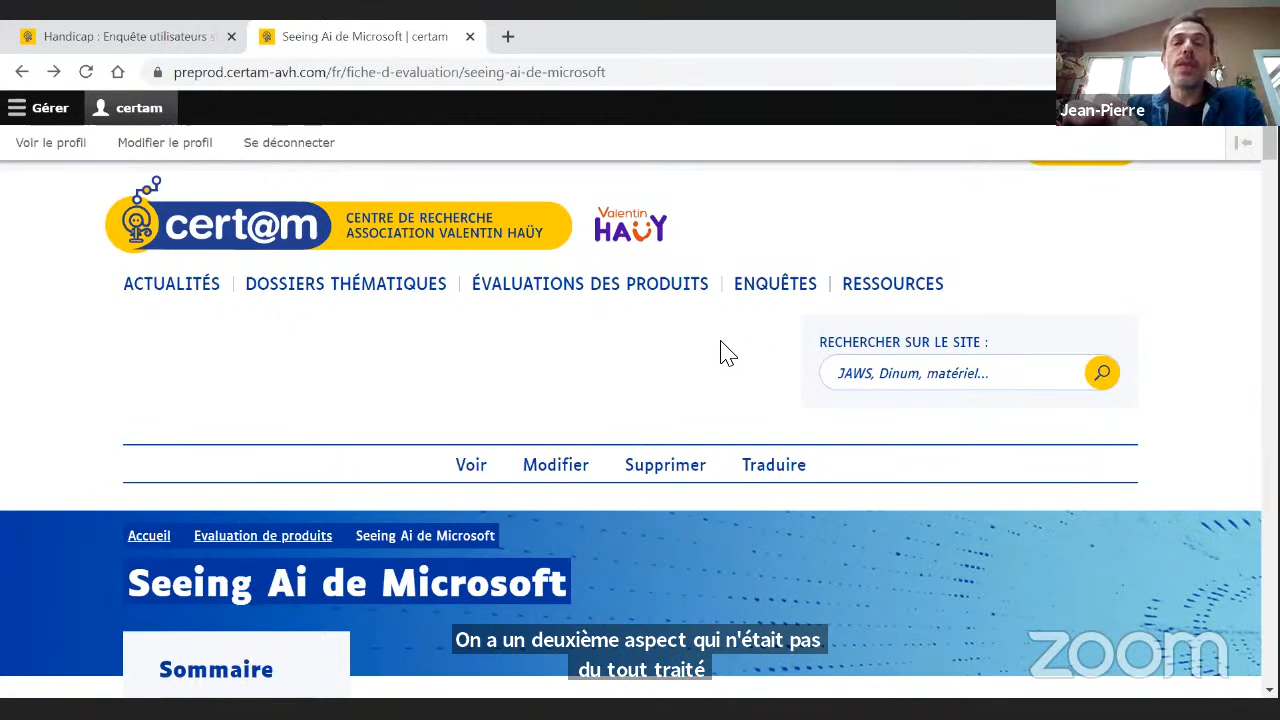 Handicap : Enquête utilisateurs s
Seeing Ai de Microsoft | certam
preprod.certam-avh.com/fr/fiche-d-evaluation/seeing-ai-de-microsoft
Jean-Pierre
Gérer
certam
Voir le profil
Modifier le profil
Se déconnecter
cert@m
CENTRE DE RECHERCHE
ASSOCIATION VALENTIN HAÜY
Valentin
HAÜY
ACTUALITÉS
DOSSIERS THÉMATIQUES
ÉVALUATIONS DES PRODUITS
ENQUÊTES
RESSOURCES
RECHERCHER SUR LE SITE :
JAWS, Dinum, matériel...
Voir
Modifier
Supprimer
Traduire
Accueil
Evaluation de produits
Seeing Ai de Microsoft
Seeing Ai de Microsoft
Sommaire
On a un deuxième aspect qui n'était pas
du tout traité
zoom